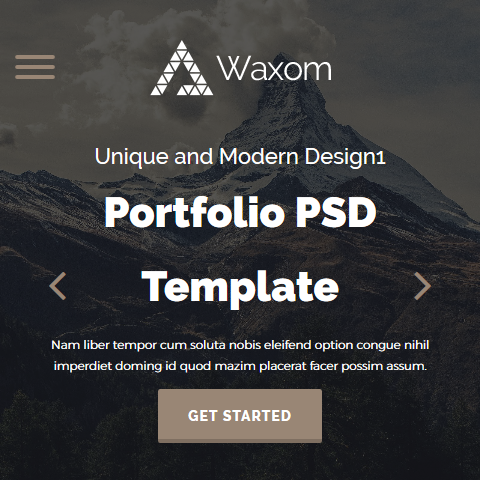 Waxom
Unique and Modern Design1
Portfolio PSD
Template
Nam liber tempor cum soluta nobis eleifend option congue nihil
imperdiet doming id quod mazim placerat facer possim assum.
GET STARTED